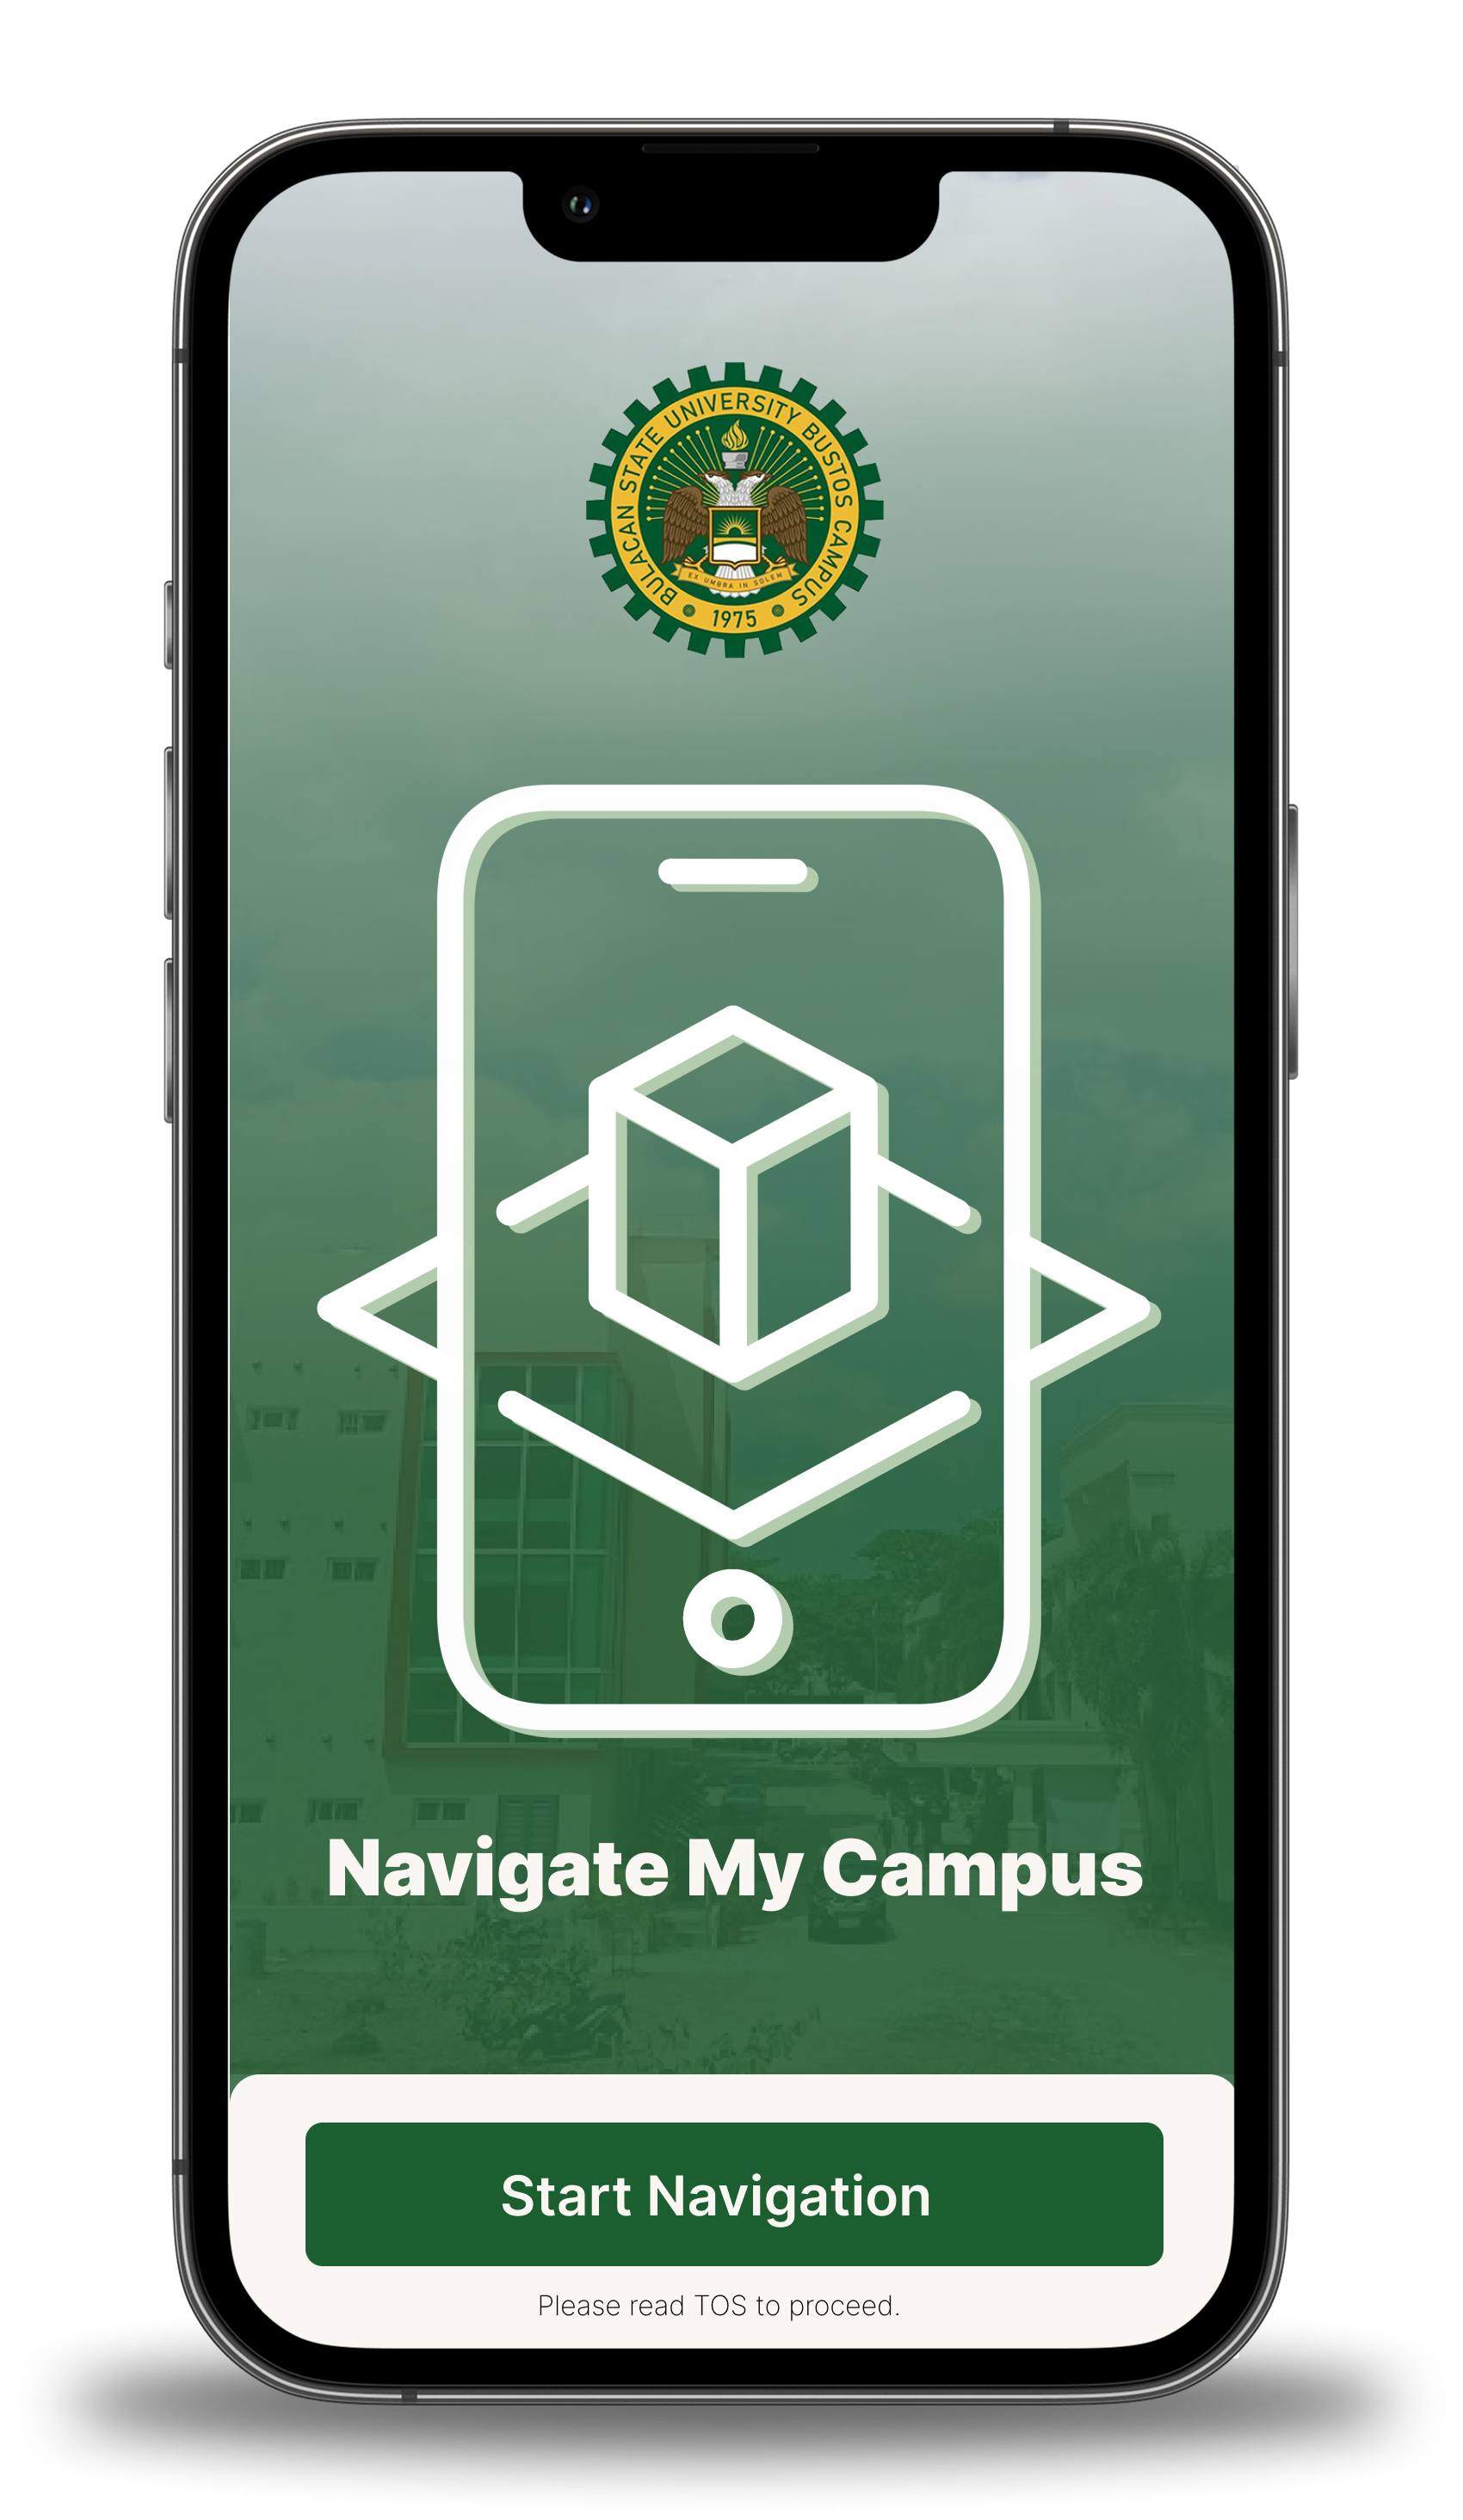 BULACAN STATE UNIVERSITY BUSTOS CAMPUS
EX UMBRA IN SOLEM
1975
Navigate My Campus
Start Navigation
Please read TOS to proceed.